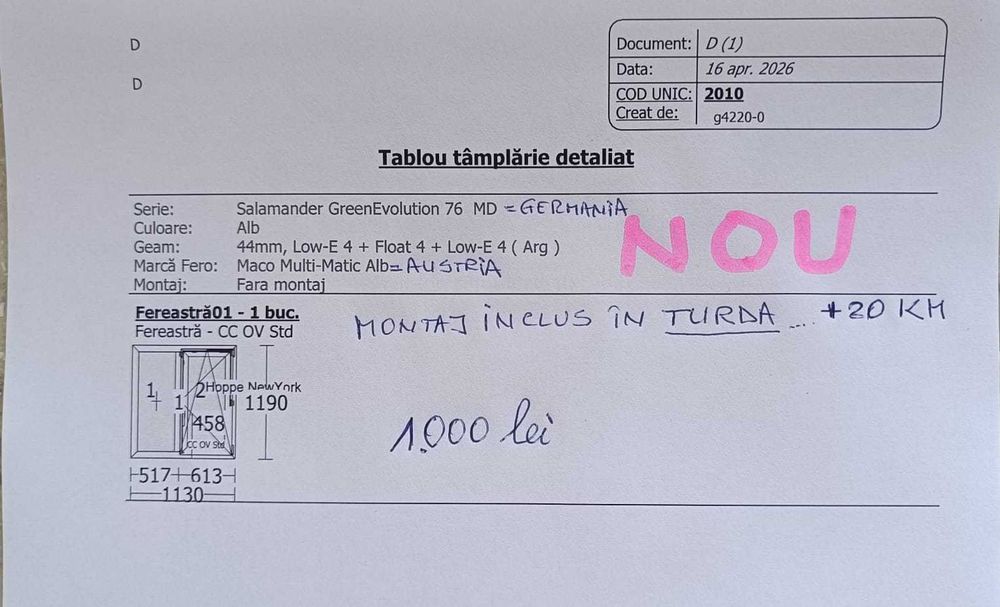 D
D
Document: D (1)
Data: 16 apr. 2026
COD UNIC: 2010
Creat de: g4220-0
Tablou tâmplărie detaliat
Serie: Salamander GreenEvolution 76 MD = GERMANIA
Culoare: Alb
Geam: 44mm, Low-E 4 + Float 4 + Low-E 4 ( Arg )
Marcă Fero: Maco Multi-Matic Alb = AUSTRIA
Montaj: Fara montaj
NOU
Fereastră01 - 1 buc.
Fereastră - CC OV Std
MONTAJ INCLUS ÎN TURDA .... +20 KM
1 2 Hoppe NewYork
1 1190
458
CC OV Std
517 613
1130
1.000 lei